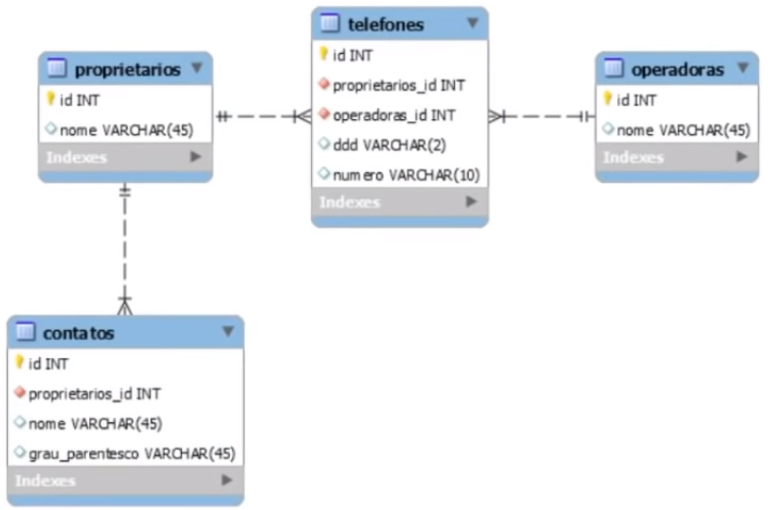 telefones
id INT
proprietarios_id INT
operadoras_id INT
ddd VARCHAR(2)
numero VARCHAR(10)
Indexes
proprietarios
id INT
nome VARCHAR(45)
Indexes
operadoras
id INT
nome VARCHAR(45)
Indexes
contatos
id INT
proprietarios_id INT
nome VARCHAR(45)
grau_parentesco VARCHAR(45)
Indexes